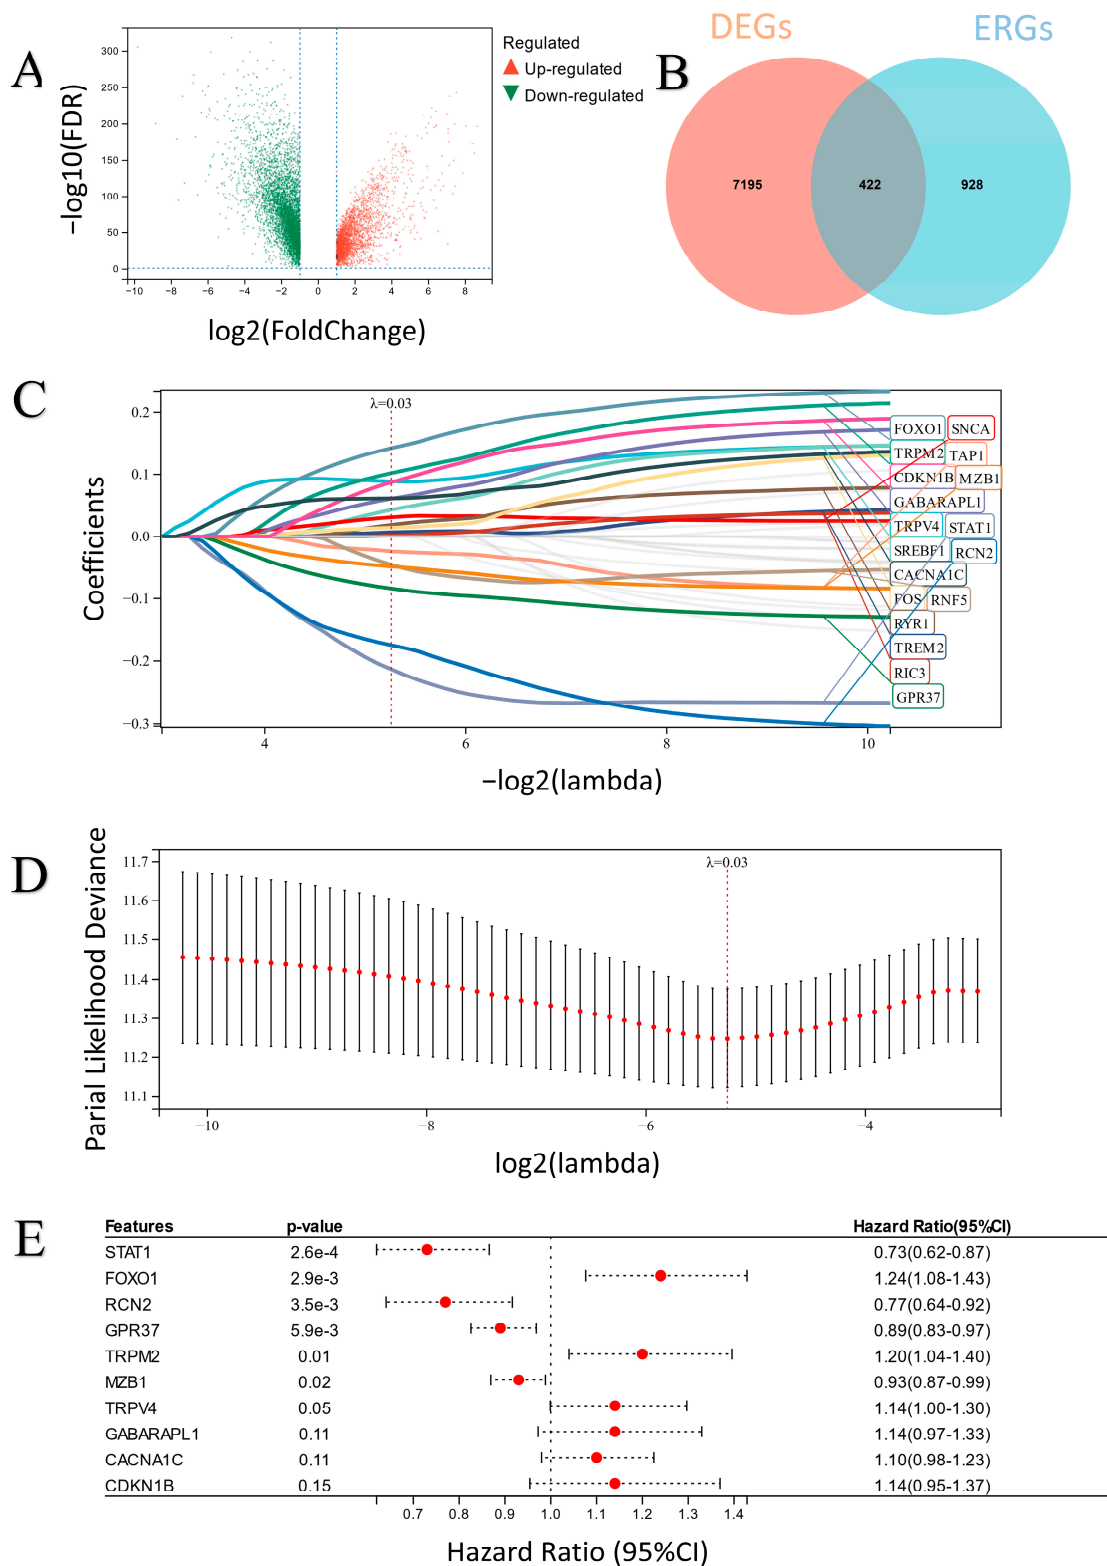 A
Regulated
Up-regulated
Down-regulated
300
250
200
150
100
50
0
−10 −8 −6 −4 −2 0 2 4 6 8
−log10(FDR)
log2(FoldChange)
B
DEGs ERGs
7195 422 928
C
λ=0.03
0.2
0.1
0.0
−0.1
−0.2
−0.3
Coefficients
FOXO1 SNCA
TRPM2 TAP1
CDKN1B MZB1
GABARAPL1
TRPV4 STAT1
SREBF1 RCN2
CACNA1C
FOS RNF5
RYR1
TREM2
RIC3
GPR37
4 6 8 10
−log2(lambda)
D
λ=0.03
11.7
11.6
11.5
11.4
11.3
11.2
11.1
Parial Likelihood Deviance
−10 −8 −6 −4
log2(lambda)
E
Features p-value Hazard Ratio(95%CI)
STAT1 2.6e-4 0.73(0.62-0.87)
FOXO1 2.9e-3 1.24(1.08-1.43)
RCN2 3.5e-3 0.77(0.64-0.92)
GPR37 5.9e-3 0.89(0.83-0.97)
TRPM2 0.01 1.20(1.04-1.40)
MZB1 0.02 0.93(0.87-0.99)
TRPV4 0.05 1.14(1.00-1.30)
GABARAPL1 0.11 1.14(0.97-1.33)
CACNA1C 0.11 1.10(0.98-1.23)
CDKN1B 0.15 1.14(0.95-1.37)
0.7 0.8 0.9 1.0 1.1 1.2 1.3 1.4
Hazard Ratio (95%CI)